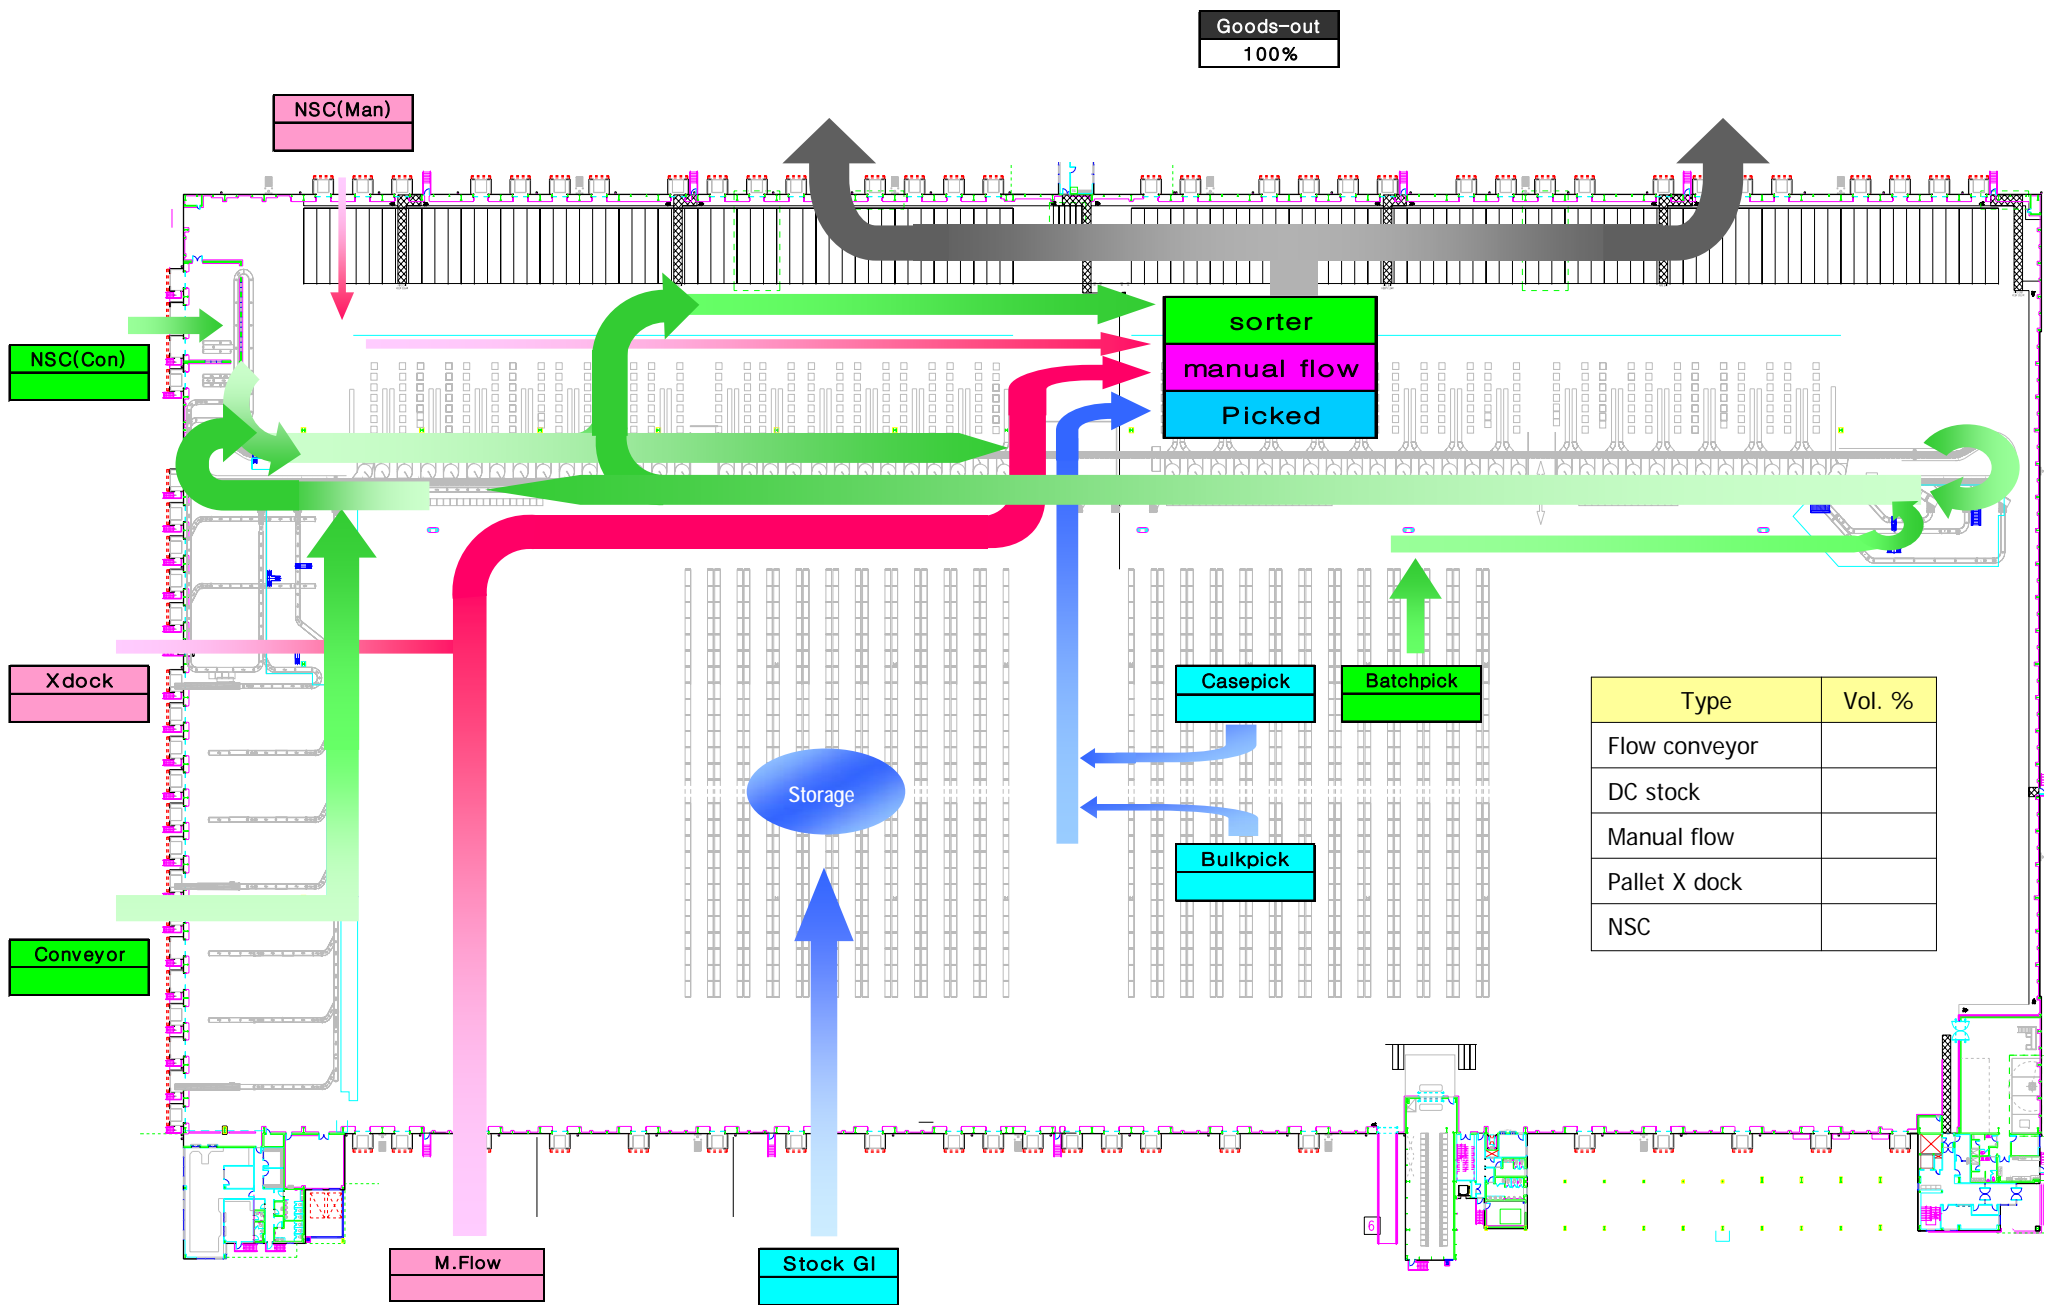 Goods-out
100%
NSC(Man)
NSC(Con)
sorter
manual flow
Picked
Xdock
Casepick
Batchpick
Type Vol. %
Flow conveyor
DC stock
Manual flow
Pallet X dock
NSC
Storage
Bulkpick
Conveyor
6
M.Flow
Stock GI